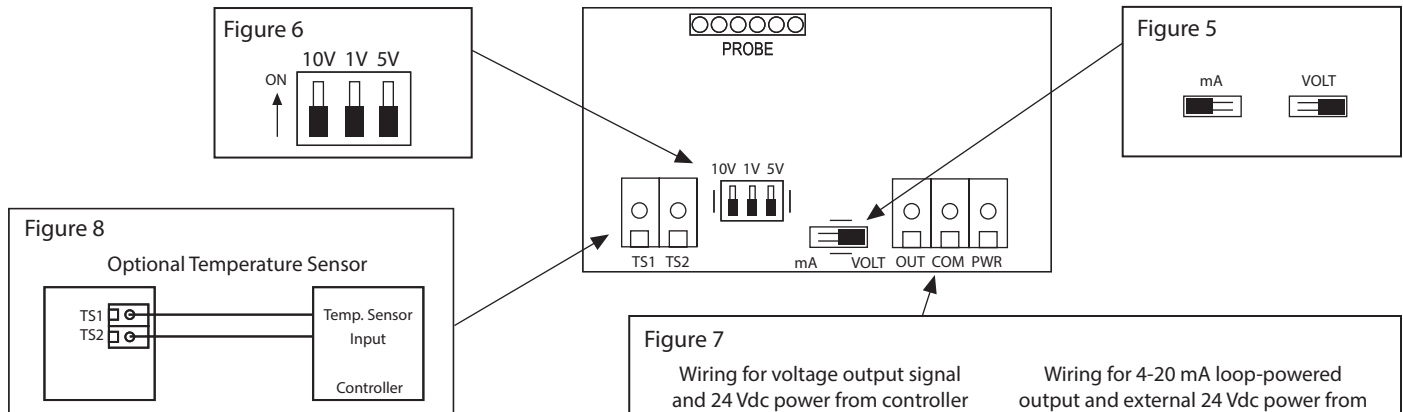 Figure 6
10V 1V 5V
ON
PROBE
Figure 5
mA VOLT
10V 1V 5V
TS1 TS2
mA VOLT OUT COM PWR
Figure 8
Optional Temperature Sensor
TS1
TS2
Temp. Sensor
Input
Controller
Figure 7
Wiring for voltage output signal
and 24 Vdc power from controller
Wiring for 4-20 mA loop-powered
output and external 24 Vdc power from